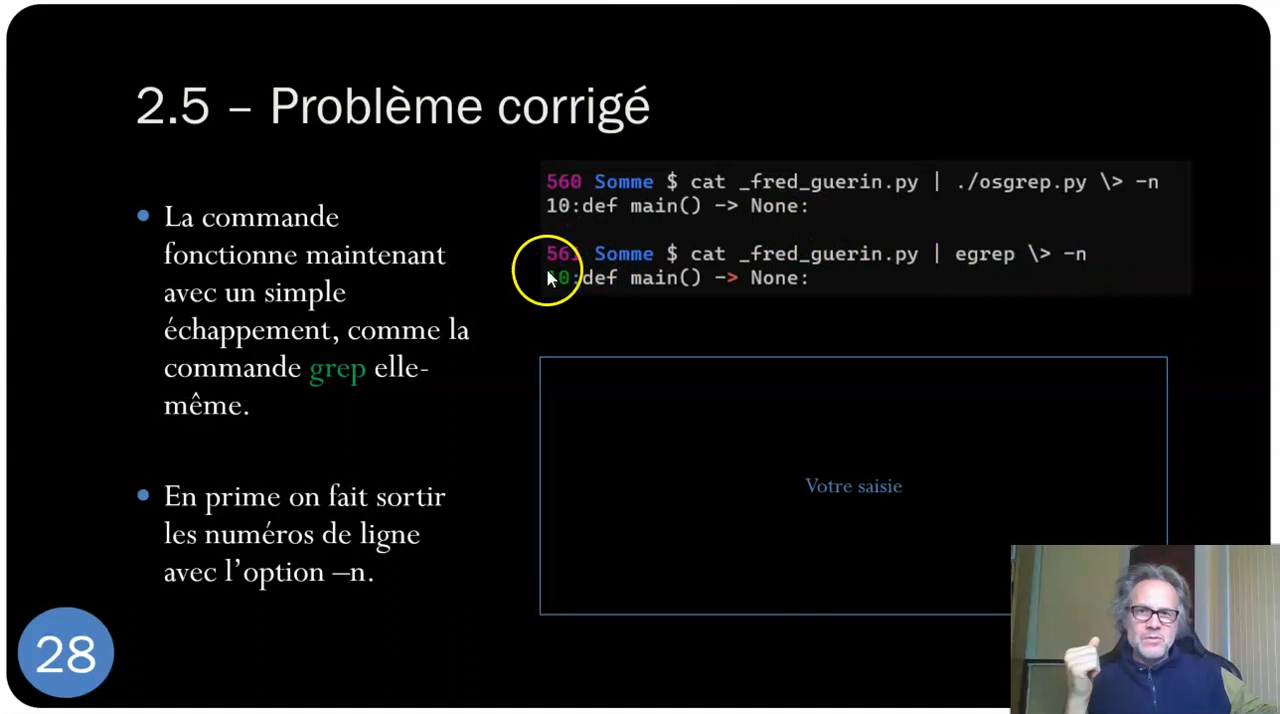 2.5 – Problème corrigé
La commande
fonctionne maintenant
avec un simple
échappement, comme la
commande grep elle-
même.
En prime on fait sortir
les numéros de ligne
avec l’option –n.
560 Somme $ cat _fred_guerin.py | ./osgrep.py \> -n
10:def main() -> None:
561 Somme $ cat _fred_guerin.py | egrep \> -n
10:def main() -> None:
Votre saisie
28